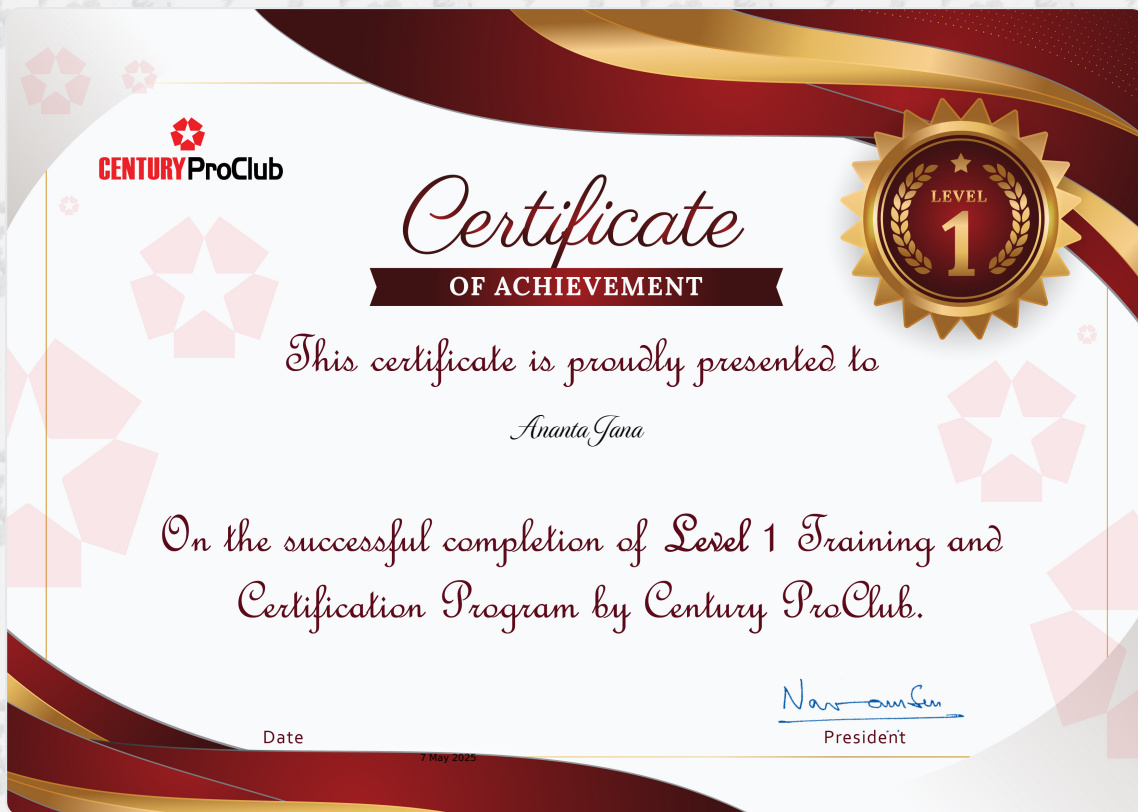 CENTURY ProClub
LEVEL
1
Certificate
OF ACHIEVEMENT
This certificate is proudly presented to
Ananta Jana
On the successful completion of Level 1 Training and
Certification Program by Century ProClub.
Date
President
7 May 2025